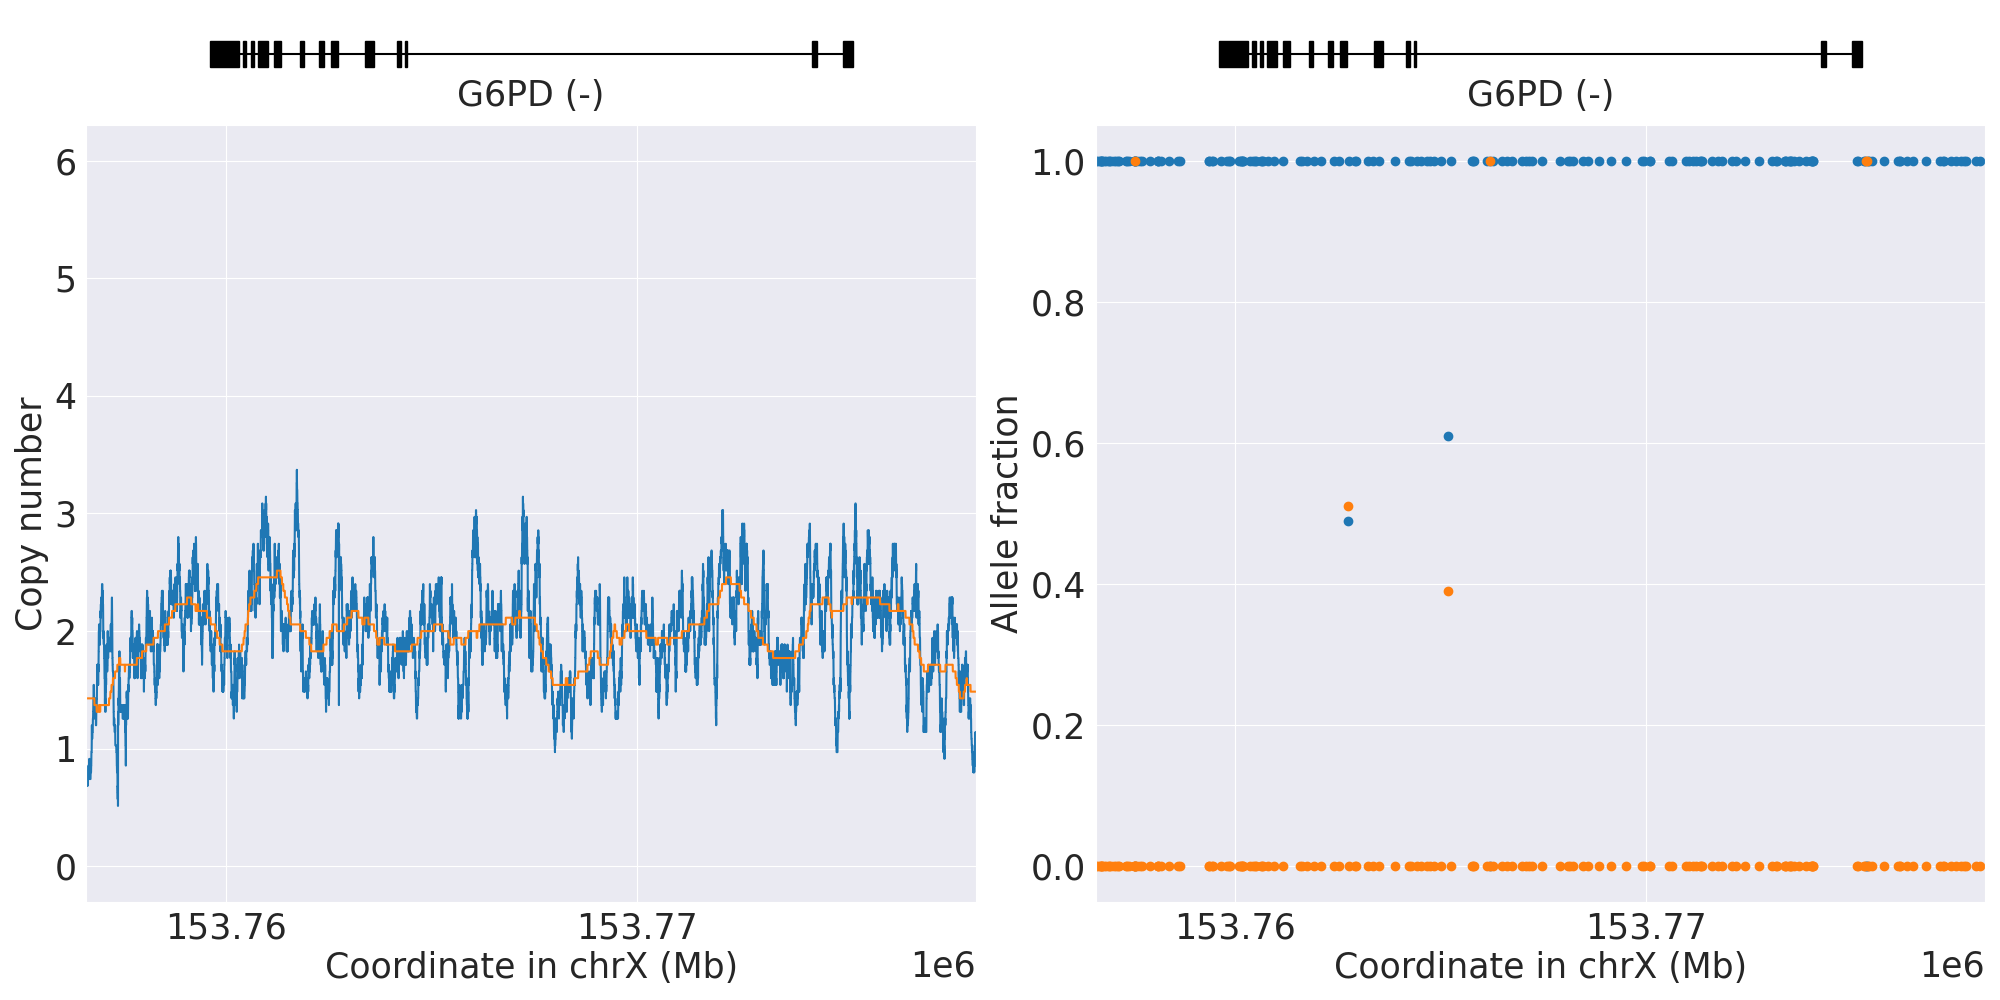 G6PD (-)
6
5
4
3
2
1
0
Copy number
153.76
153.77
Coordinate in chrX (Mb)
1e6
G6PD (-)
1.0
0.8
0.6
0.4
0.2
0.0
Allele fraction
153.76
153.77
Coordinate in chrX (Mb)
1e6